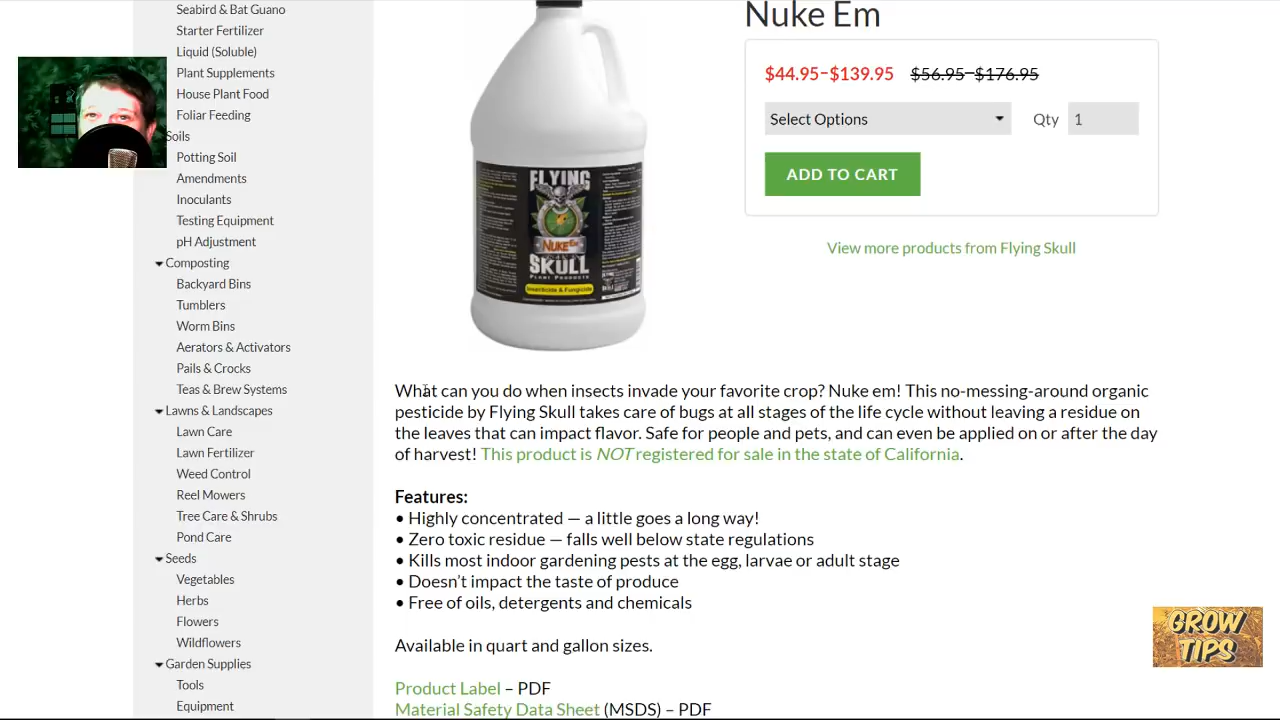 Seabird & Bat Guano
Starter Fertilizer
Liquid (Soluble)
Plant Supplements
House Plant Food
Foliar Feeding
Soils
Potting Soil
Amendments
Inoculants
Testing Equipment
pH Adjustment
Composting
Backyard Bins
Tumblers
Worm Bins
Aerators & Activators
Pails & Crocks
Teas & Brew Systems
Lawns & Landscapes
Lawn Care
Lawn Fertilizer
Weed Control
Reel Mowers
Tree Care & Shrubs
Pond Care
Seeds
Vegetables
Herbs
Flowers
Wildflowers
Garden Supplies
Tools
Equipment
FLYING
NUKE Em
SKULL
PLANT PRODUCTS
Insecticide & Fungicide
Nuke Em
$44.95–$139.95 $56.95–$176.95
Select Options Qty 1
ADD TO CART
View more products from Flying Skull
What can you do when insects invade your favorite crop? Nuke em! This no-messing-around organic
pesticide by Flying Skull takes care of bugs at all stages of the life cycle without leaving a residue on
the leaves that can impact flavor. Safe for people and pets, and can even be applied on or after the day
of harvest! This product is NOT registered for sale in the state of California.
Features:
• Highly concentrated — a little goes a long way!
• Zero toxic residue — falls well below state regulations
• Kills most indoor gardening pests at the egg, larvae or adult stage
• Doesn't impact the taste of produce
• Free of oils, detergents and chemicals
Available in quart and gallon sizes.
Product Label – PDF
Material Safety Data Sheet (MSDS) – PDF
GROW
TIPS